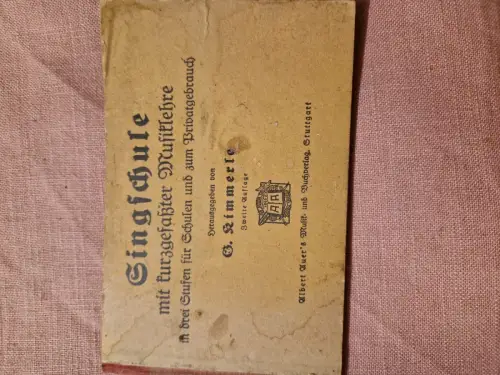 Singschule
mit kurzgefaßter Musiklehre
in drei Stufen für Schulen und zum Privatgebrauch
Herausgegeben von
G. Kimmerle
Zweite Auflage
Albert Auer's Musik- und Buchverlag, Stuttgart